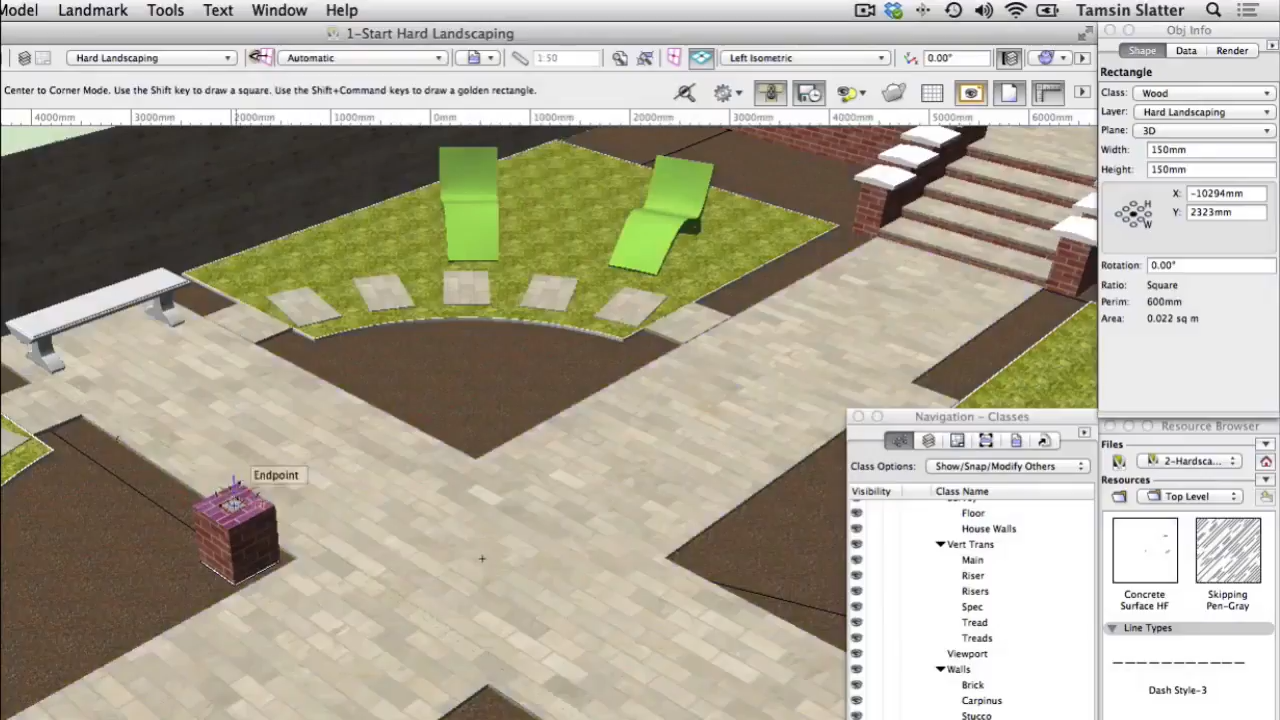 Model Landmark Tools Text Window Help Tamsin Slatter
1-Start Hard Landscaping
Hard Landscaping Automatic 1:50 Left Isometric 0.00°
Center to Corner Mode. Use the Shift key to draw a square. Use the Shift+Command keys to draw a golden rectangle.
4000mm 3000mm 2000mm 1000mm 0mm 1000mm 2000mm 3000mm 4000mm 5000mm 6000mm
Obj Info
Shape Data Render
Rectangle
Class: Wood
Layer: Hard Landscaping
Plane: 3D
Width: 150mm
Height: 150mm
H
W
X: -10294mm
Y: 2323mm
Rotation: 0.00°
Ratio: Square
Perim: 600mm
Area: 0.022 sq m
Endpoint
Navigation - Classes
Class Options: Show/Snap/Modify Others
Visibility Class Name
Floor
House Walls
Vert Trans
Main
Riser
Risers
Spec
Tread
Treads
Viewport
Walls
Brick
Carpinus
Stucco
Resource Browser
Files
2-Hardsca...
Resources
Top Level
Concrete
Surface HF
Skipping
Pen-Gray
Line Types
Dash Style-3